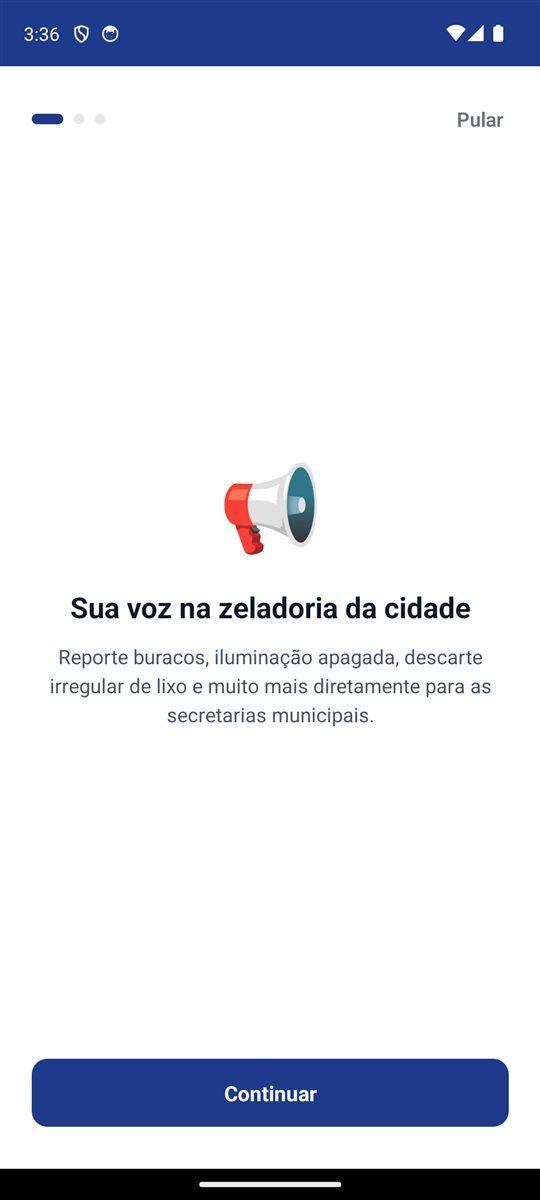 3:36
Pular
Sua voz na zeladoria da cidade
Reporte buracos, iluminação apagada, descarte
irregular de lixo e muito mais diretamente para as
secretarias municipais.
Continuar